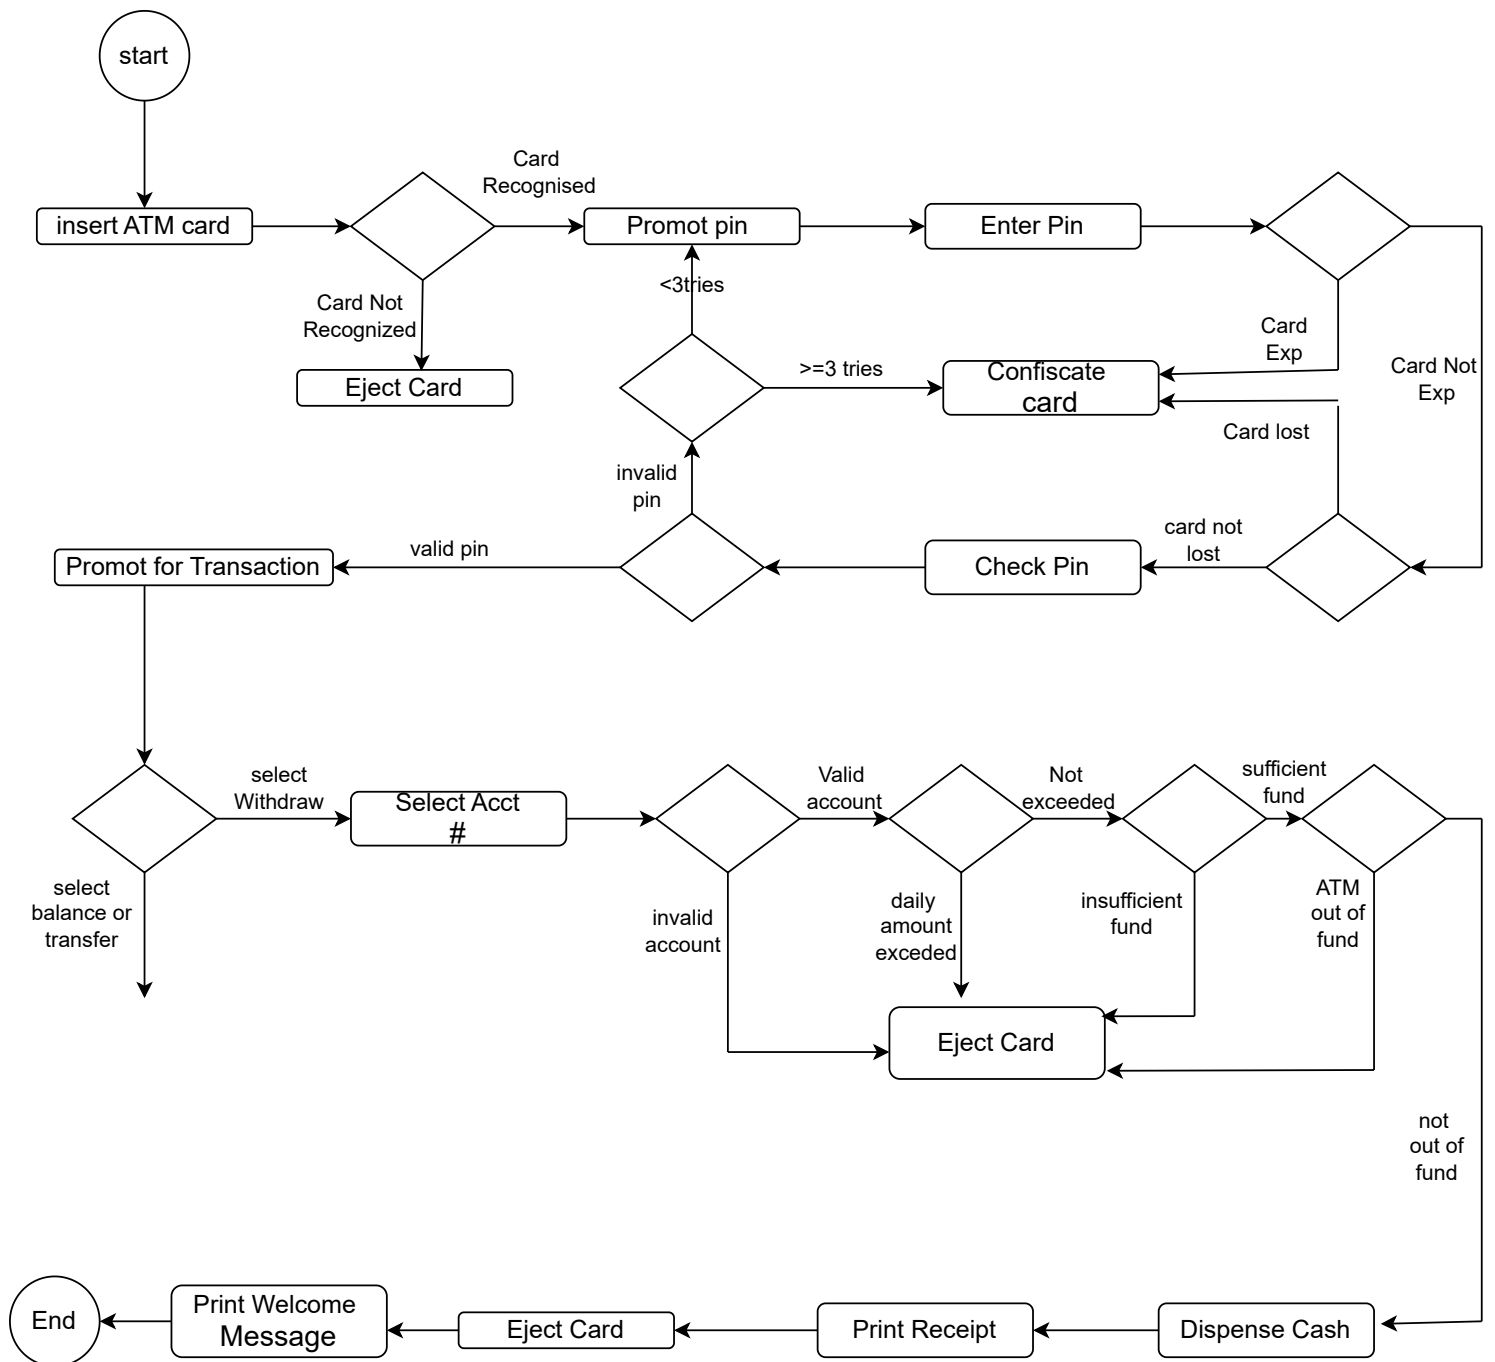 start
Card
Recognised
insert ATM card
Promot pin
Enter Pin
<3tries
Card Not
Recognized
Eject Card
>=3 tries
Confiscate
card
Card
Exp
Card Not
Exp
Card lost
invalid
pin
card not
lost
Check Pin
valid pin
Promot for Transaction
select
Withdraw
Select Acct
#
Valid
account
Not
exceeded
sufficient
fund
select
balance or
transfer
invalid
account
daily
amount
exceded
insufficient
fund
ATM
out of
fund
Eject Card
not
out of
fund
End
Print Welcome
Message
Eject Card
Print Receipt
Dispense Cash